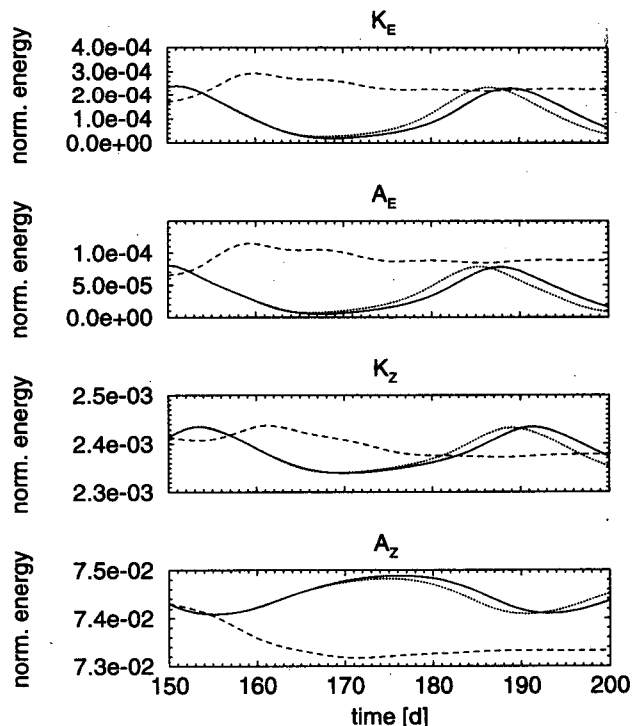 K_E
norm. energy
4.0e-04
3.0e-04
2.0e-04
1.0e-04
0.0e+00
A_E
norm. energy
1.0e-04
5.0e-05
0.0e+00
K_Z
norm. energy
2.5e-03
2.4e-03
2.3e-03
A_Z
norm. energy
7.5e-02
7.4e-02
7.3e-02
150 160 170 180 190 200
time [d]